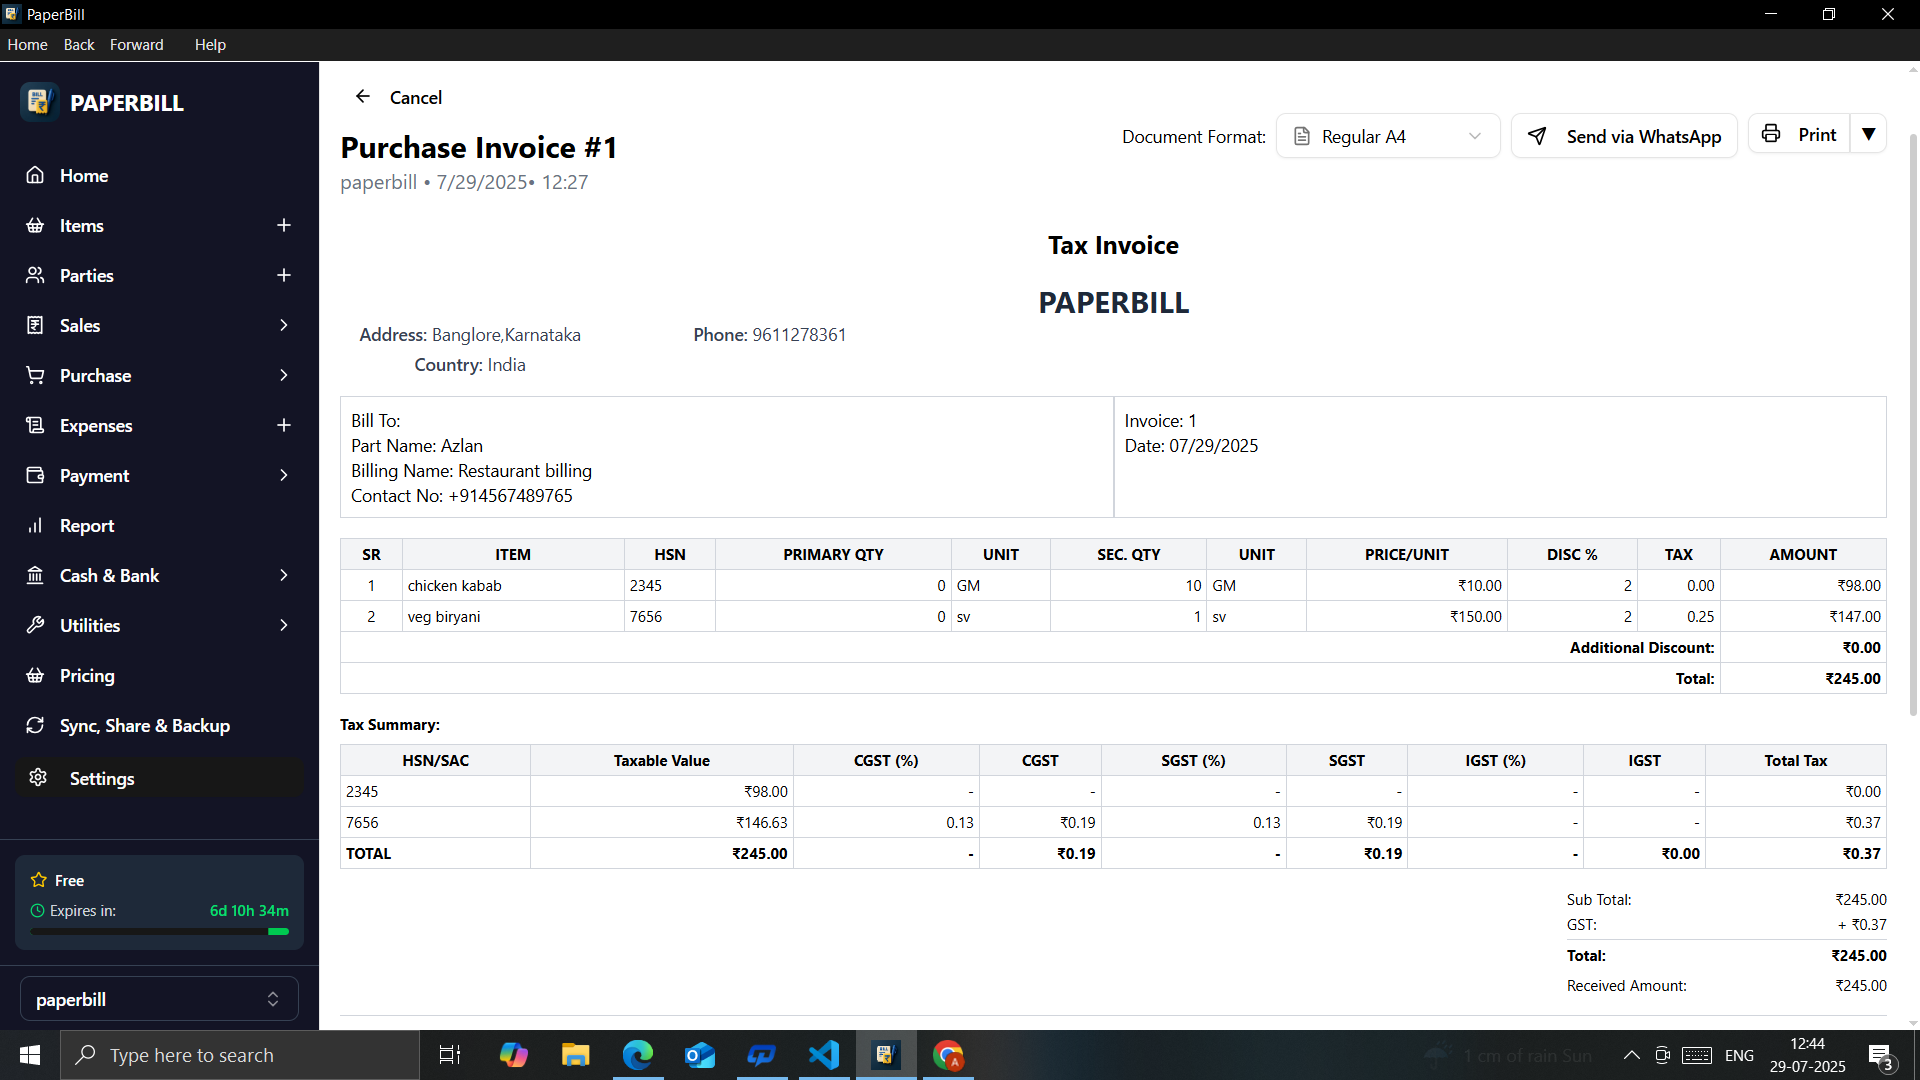 PaperBill
Home Back Forward Help
PAPERBILL
Home
Items
Parties
Sales
Purchase
Expenses
Payment
Report
Cash & Bank
Utilities
Pricing
Sync, Share & Backup
Settings
Free
Expires in: 6d 10h 34m
paperbill
Cancel
Purchase Invoice #1
paperbill • 7/29/2025• 12:27
Document Format: Regular A4 Send via WhatsApp Print
Tax Invoice
PAPERBILL
Address: Banglore,Karnataka Phone: 9611278361
Country: India
Bill To:
Part Name: Azlan
Billing Name: Restaurant billing
Contact No: +914567489765
Invoice: 1
Date: 07/29/2025
SR ITEM HSN PRIMARY QTY UNIT SEC. QTY UNIT PRICE/UNIT DISC % TAX AMOUNT
1 chicken kabab 2345 0 GM 10 GM ₹10.00 2 0.00 ₹98.00
2 veg biryani 7656 0 sv 1 sv ₹150.00 2 0.25 ₹147.00
Additional Discount: ₹0.00
Total: ₹245.00
Tax Summary:
HSN/SAC Taxable Value CGST (%) CGST SGST (%) SGST IGST (%) IGST Total Tax
2345 ₹98.00 - - - - - - ₹0.00
7656 ₹146.63 0.13 ₹0.19 0.13 ₹0.19 - - ₹0.37
TOTAL ₹245.00 - ₹0.19 - ₹0.19 - ₹0.00 ₹0.37
Sub Total: ₹245.00
GST: + ₹0.37
Total: ₹245.00
Received Amount: ₹245.00
Type here to search
1 cm of rain Sun
ENG
12:44
29-07-2025
3